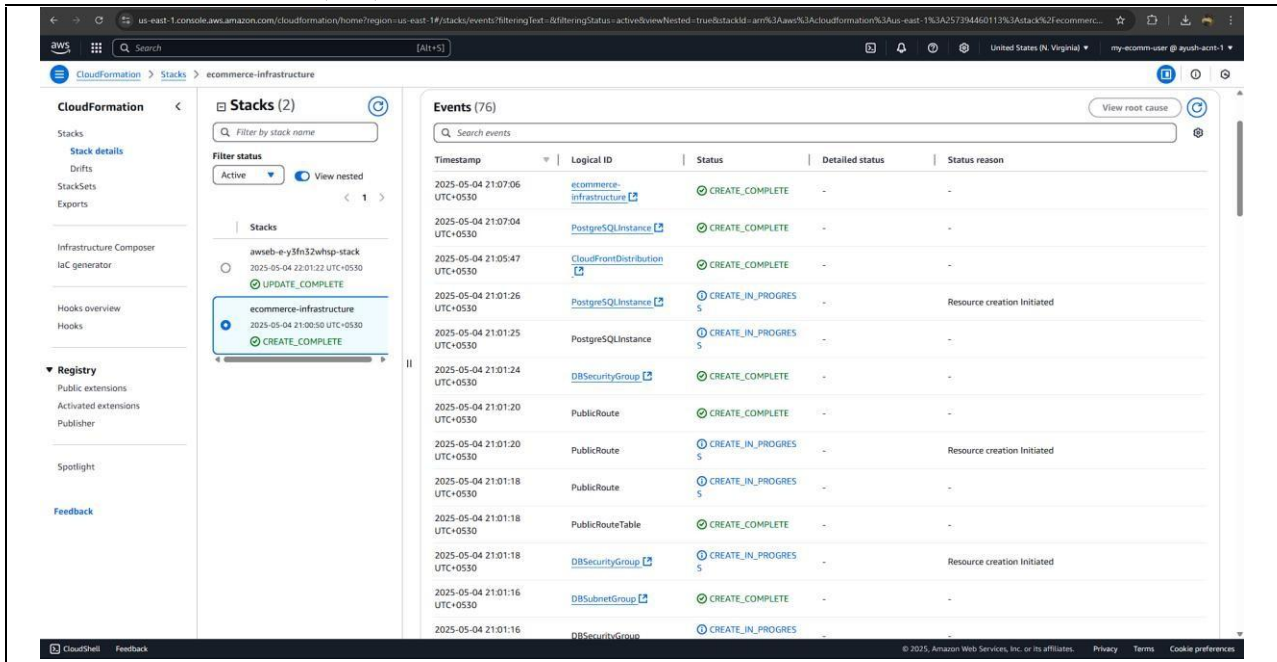 us-east-1.console.aws.amazon.com/cloudformation/home?region=us-east-1#/stacks/events?filteringText=&filteringStatus=active&viewNested=true&stackId=arn%3Aaws%3Acloudformation%3Aus-east-1%3A257394460113%3Astack%2Fecommerc...
aws
Search
[Alt+S]
United States (N. Virginia)
my-ecomm-user @ ayush-acnt-1
CloudFormation > Stacks > ecommerce-infrastructure
CloudFormation
Stacks
Stack details
Drifts
StackSets
Exports
Infrastructure Composer
IaC generator
Hooks overview
Hooks
Registry
Public extensions
Activated extensions
Publisher
Spotlight
Feedback
Stacks (2)
Filter by stack name
Filter status
Active
View nested
1
Stacks
awseb-e-y3fn32whsp-stack
2025-05-04 22:01:22 UTC+0530
UPDATE_COMPLETE
ecommerce-infrastructure
2025-05-04 21:00:50 UTC+0530
CREATE_COMPLETE
Events (76)
View root cause
Search events
Timestamp Logical ID Status Detailed status Status reason
2025-05-04 21:07:06 ecommerce-
UTC+0530 infrastructure CREATE_COMPLETE - -
2025-05-04 21:07:04
UTC+0530 PostgreSQLInstance CREATE_COMPLETE - -
2025-05-04 21:05:47 CloudFrontDistribution
UTC+0530 CREATE_COMPLETE - -
2025-05-04 21:01:26 CREATE_IN_PROGRES
UTC+0530 PostgreSQLInstance S - Resource creation Initiated
2025-05-04 21:01:25 CREATE_IN_PROGRES
UTC+0530 PostgreSQLInstance S - -
2025-05-04 21:01:24
UTC+0530 DBSecurityGroup CREATE_COMPLETE - -
2025-05-04 21:01:20
UTC+0530 PublicRoute CREATE_COMPLETE - -
2025-05-04 21:01:20 CREATE_IN_PROGRES
UTC+0530 PublicRoute S - Resource creation Initiated
2025-05-04 21:01:18 CREATE_IN_PROGRES
UTC+0530 PublicRoute S - -
2025-05-04 21:01:18
UTC+0530 PublicRouteTable CREATE_COMPLETE - -
2025-05-04 21:01:18 CREATE_IN_PROGRES
UTC+0530 DBSecurityGroup S - Resource creation Initiated
2025-05-04 21:01:16
UTC+0530 DBSubnetGroup CREATE_COMPLETE - -
2025-05-04 21:01:16 DBSecurityGroup CREATE_IN_PROGRES - -
CloudShell Feedback
© 2025, Amazon Web Services, Inc. or its affiliates. Privacy Terms Cookie preferences